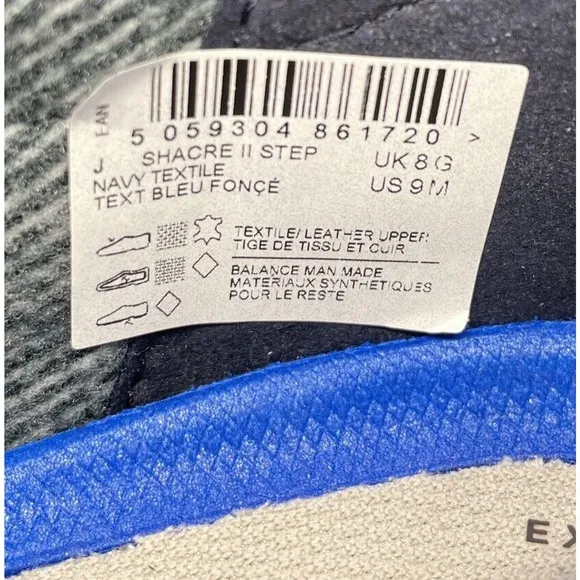 EAN
5 059304 861720 >
J SHACRE II STEP UK 8 G
NAVY TEXTILE US 9 M
TEXT BLEU FONÇÉ
TEXTILE/LEATHER UPPER
TIGE DE TISSU ET CUIR
BALANCE MAN MADE
MATERIAUX SYNTHETIQUES
POUR LE RESTE